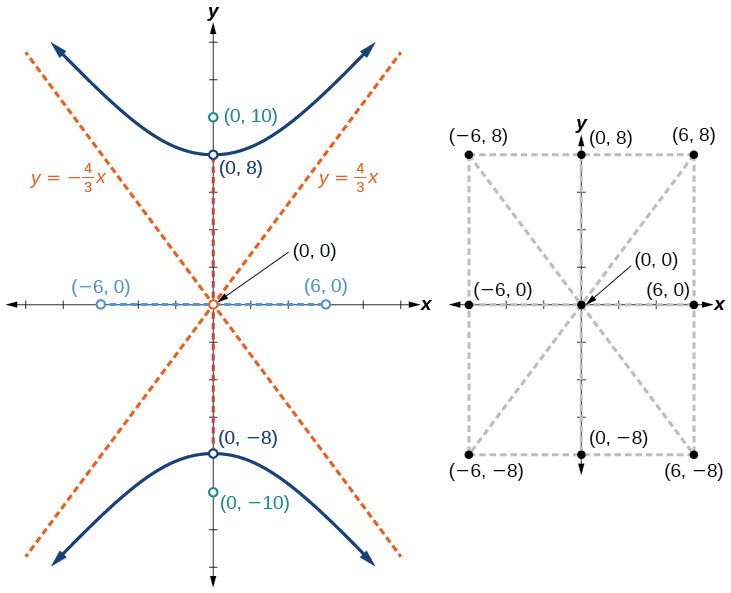 y
(0, 10)
(0, 8)
y = −4/3x
y = 4/3x
(0, 0)
(−6, 0)
(6, 0)
x
(0, −8)
(0, −10)
y
(−6, 8)
(0, 8)
(6, 8)
(0, 0)
(−6, 0)
(6, 0)
x
(0, −8)
(−6, −8)
(6, −8)